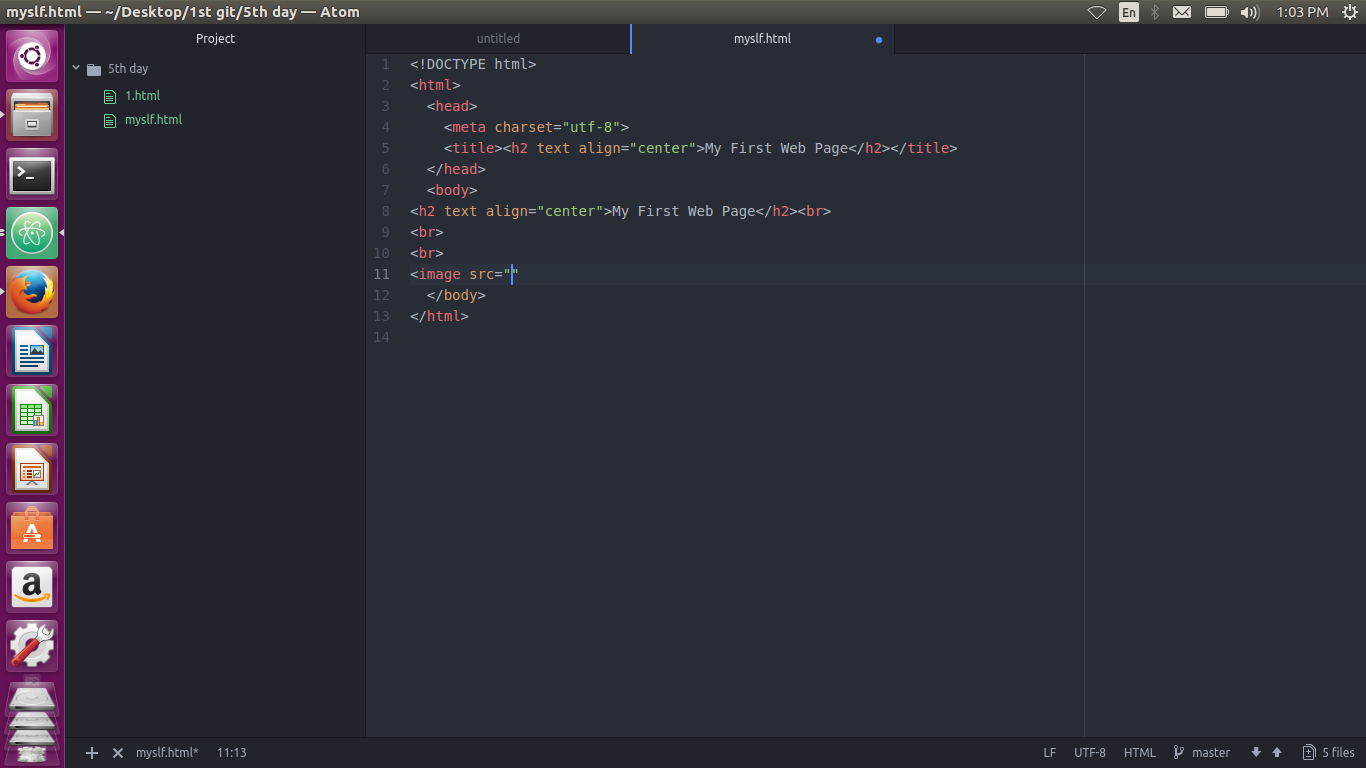 myslf.html — ~/Desktop/1st git/5th day — Atom
En
1:03 PM
Project
untitled
myslf.html
5th day
1.html
myslf.html
1 <!DOCTYPE html>
2 <html>
3 <head>
4 <meta charset="utf-8">
5 <title><h2 text align="center">My First Web Page</h2></title>
6 </head>
7 <body>
8 <h2 text align="center">My First Web Page</h2><br>
9 <br>
10 <br>
11 <image src=""
12 </body>
13 </html>
14
a
myslf.html*
11:13
LF
UTF-8
HTML
master
5 files